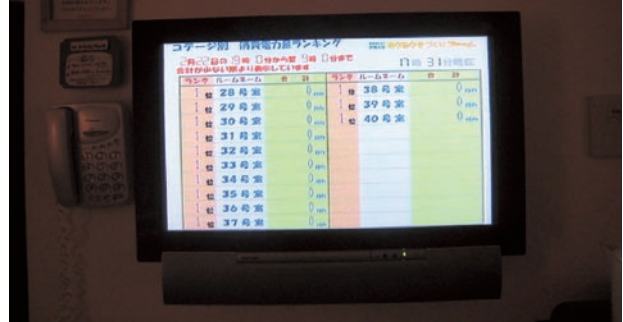 コテージ別 消費電力量ランキング
2月22日の 9時 0分から翌 9時 0分まで
合計が少ない順より表示しています
11時31分現在
ランク ルームネーム 合 計 ランク ルームネーム 合 計
1位 28号室 0 1位 38号室 0
1位 29号室 0 1位 39号室 0
1位 30号室 0 1位 40号室 0
1位 31号室 0
1位 32号室 0
1位 33号室 0
1位 34号室 0
1位 35号室 0
1位 36号室 0
1位 37号室 0